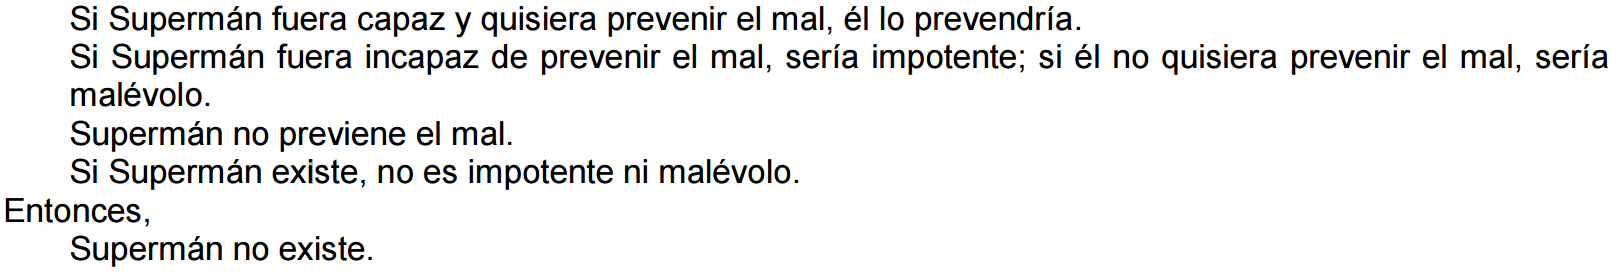 Si Supermán fuera capaz y quisiera prevenir el mal, él lo prevendría.
Si Supermán fuera incapaz de prevenir el mal, sería impotente; si él no quisiera prevenir el mal, sería
malévolo.
Supermán no previene el mal.
Si Supermán existe, no es impotente ni malévolo.
Entonces,
Supermán no existe.